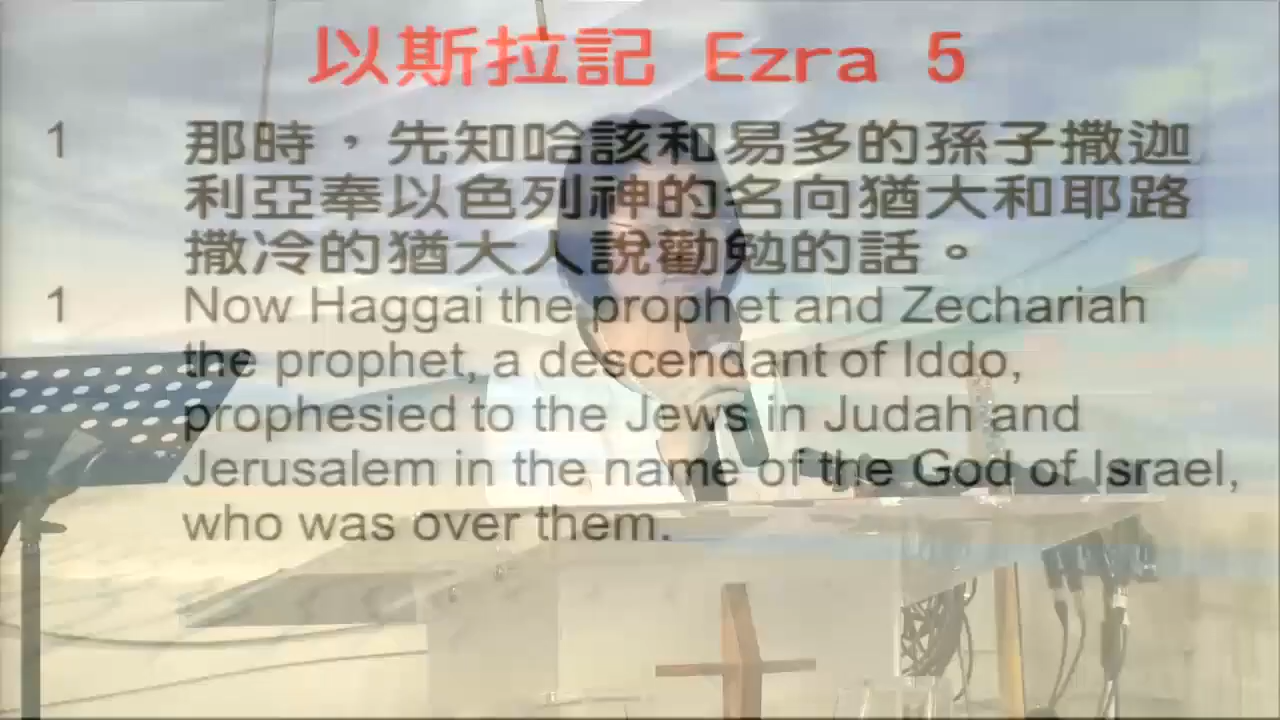 以斯拉記 Ezra 5
1 那時，先知哈該和易多的孫子撒迦
利亞奉以色列神的名向猶大和耶路
撒冷的猶大人說勸勉的話。
1 Now Haggai the prophet and Zechariah
the prophet, a descendant of Iddo,
prophesied to the Jews in Judah and
Jerusalem in the name of the God of Israel,
who was over them.